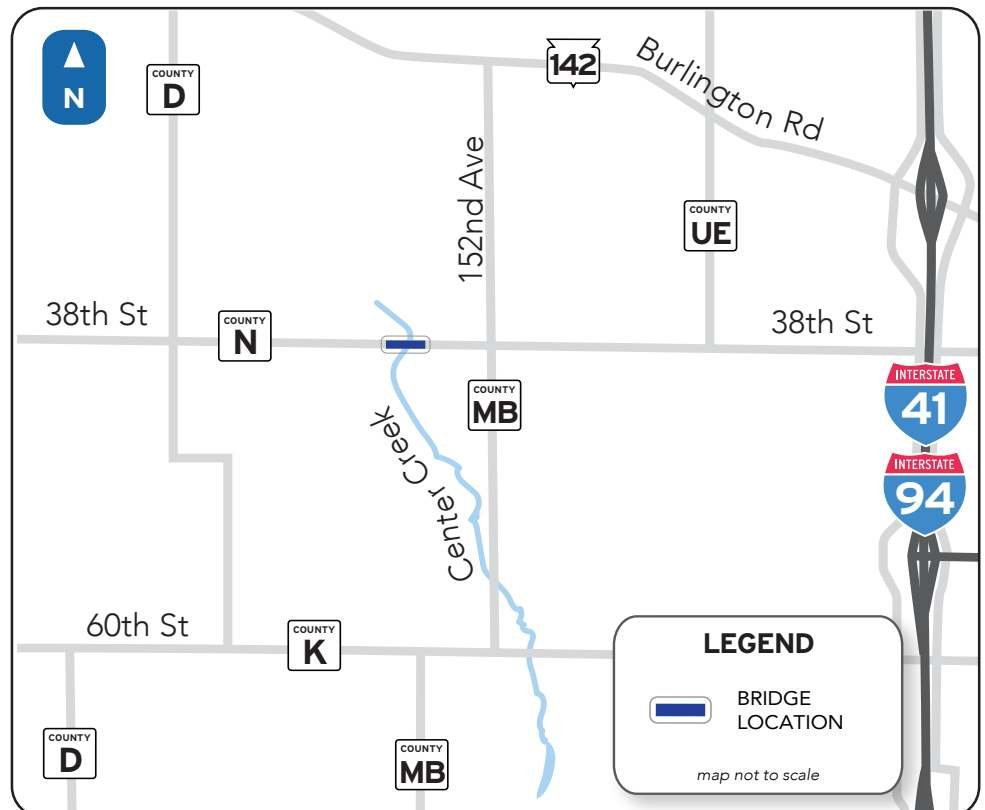 N
COUNTY
D
142
Burlington Rd
152nd Ave
COUNTY
UE
38th St
COUNTY
N
38th St
INTERSTATE
41
COUNTY
MB
Center Creek
INTERSTATE
94
60th St
COUNTY
K
LEGEND
BRIDGE
LOCATION
map not to scale
COUNTY
D
COUNTY
MB